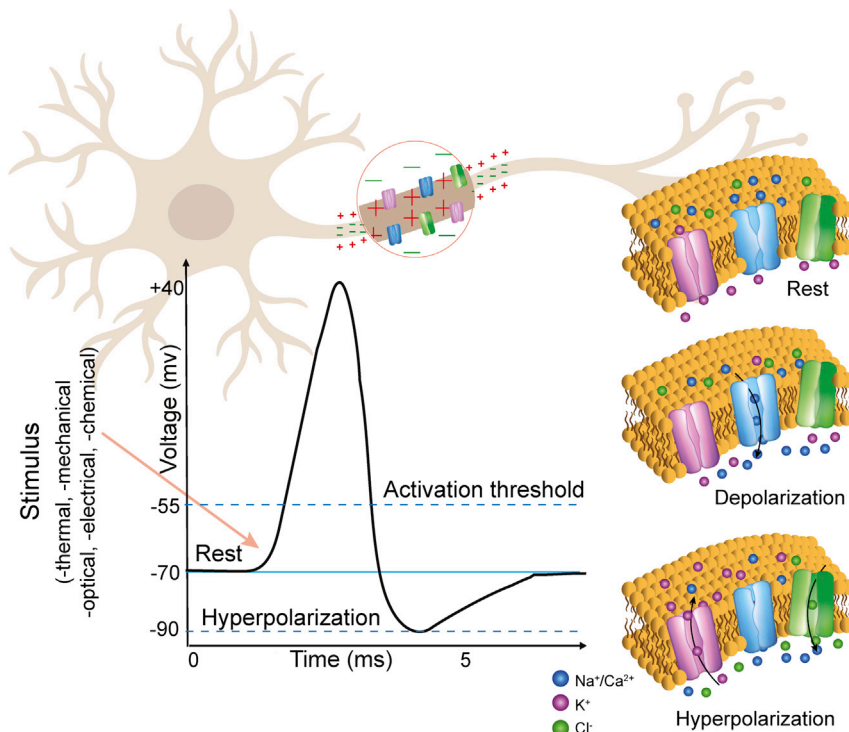 +40
Voltage (mv)
-55
-70
-90
Stimulus
(-thermal, -mechanical
-optical, -electrical, -chemical)
Activation threshold
Rest
Hyperpolarization
0
Time (ms)
5
Rest
Depolarization
Hyperpolarization
Na⁺/Ca²⁺
K⁺
Cl⁻